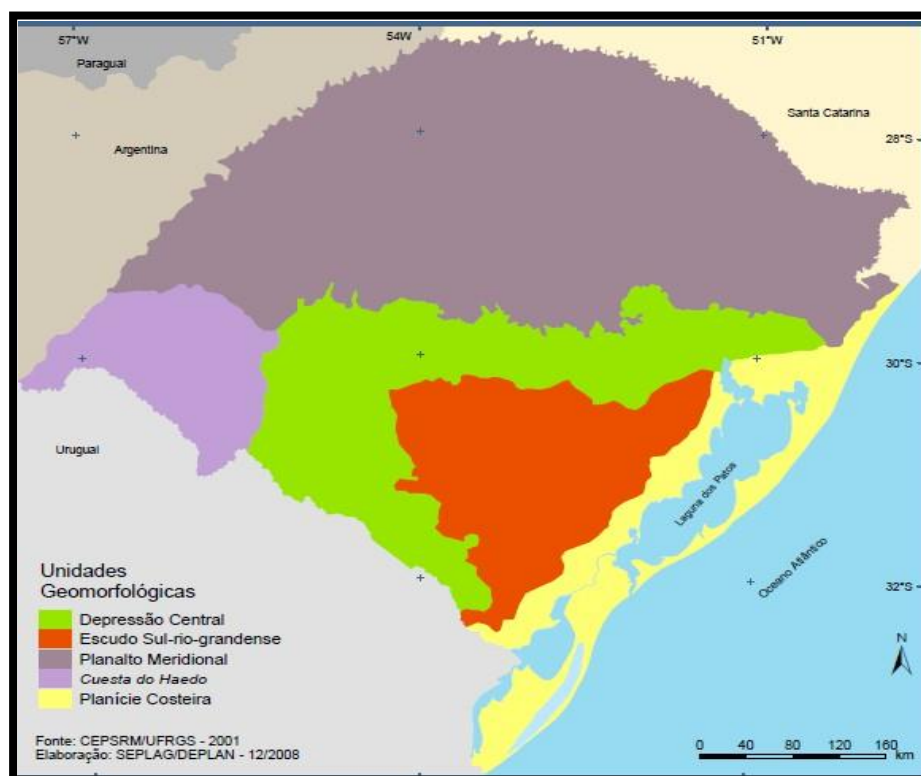 57°W
54°W
51°W
Paraguai
Santa Catarina
28°S
Argentina
30°S
Uruguai
Laguna dos Patos
Oceano Atlântico
32°S
Unidades
Geomorfológicas
Depressão Central
Escudo Sul-rio-grandense
Planalto Meridional
Cuesta do Haedo
Planície Costeira
N
Fonte: CEPSRM/UFRGS - 2001
Elaboração: SEPLAG/DEPLAN - 12/2008
0 40 80 120 160
km